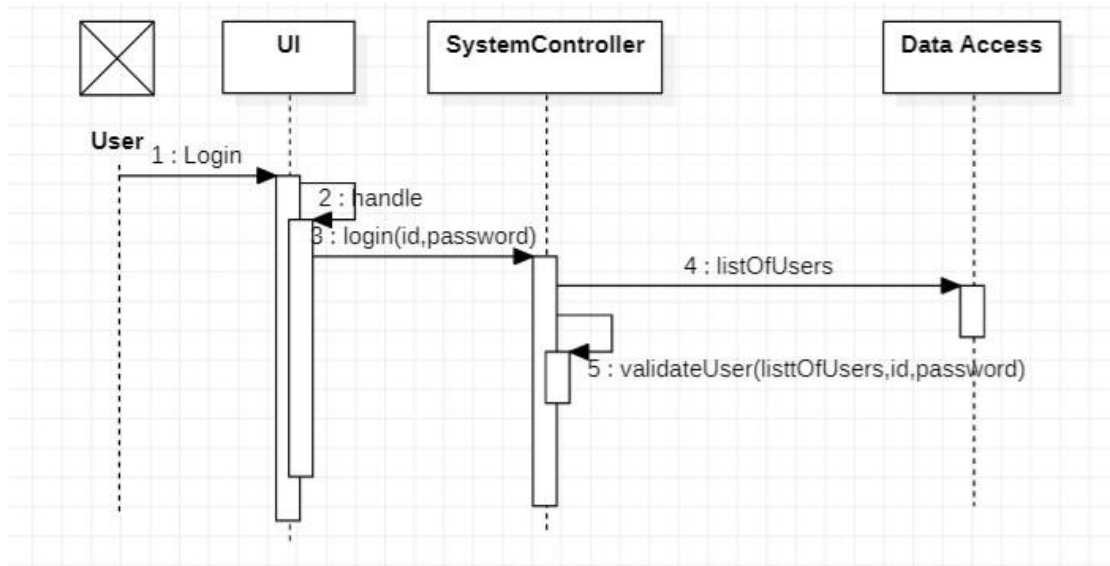 UI
SystemController
Data Access
User
1 : Login
2 : handle
3 : login(id,password)
4 : listOfUsers
5 : validateUser(listtOfUsers,id,password)